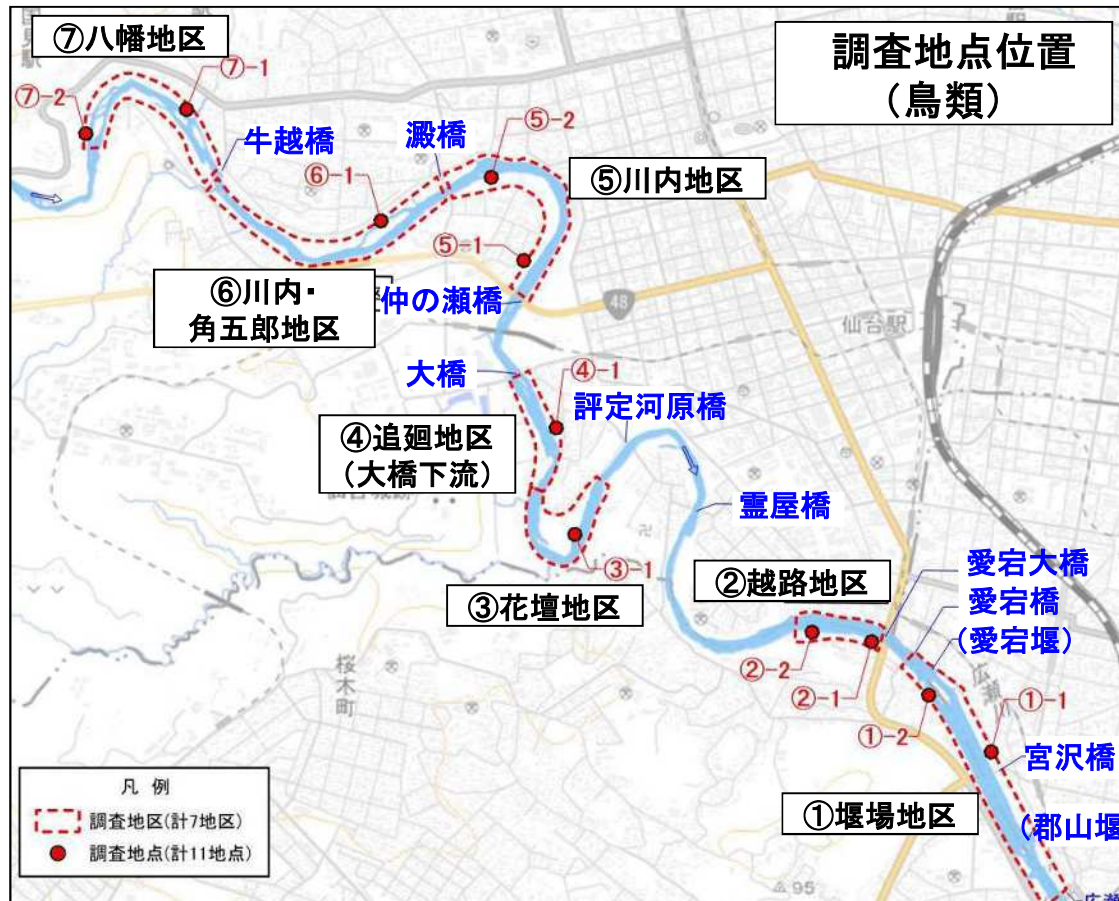 調査地点位置
（鳥類）
⑦八幡地区
⑦-1
⑦-2
牛越橋
澱橋
⑤-2
⑥-1
⑤川内地区
⑤-1
⑥川内・
角五郎地区
仲の瀬橋
48
仙台駅
大橋
④-1
評定河原橋
④追廻地区
（大橋下流）
霊屋橋
③-1
③花壇地区
②越路地区
愛宕大橋
愛宕橋
（愛宕堰）
②-2
②-1
広瀬川
①-1
①-2
宮沢橋
桜木町
①堰場地区
（郡山堰
95
凡 例
調査地区(計7地区)
調査地点(計11地点)